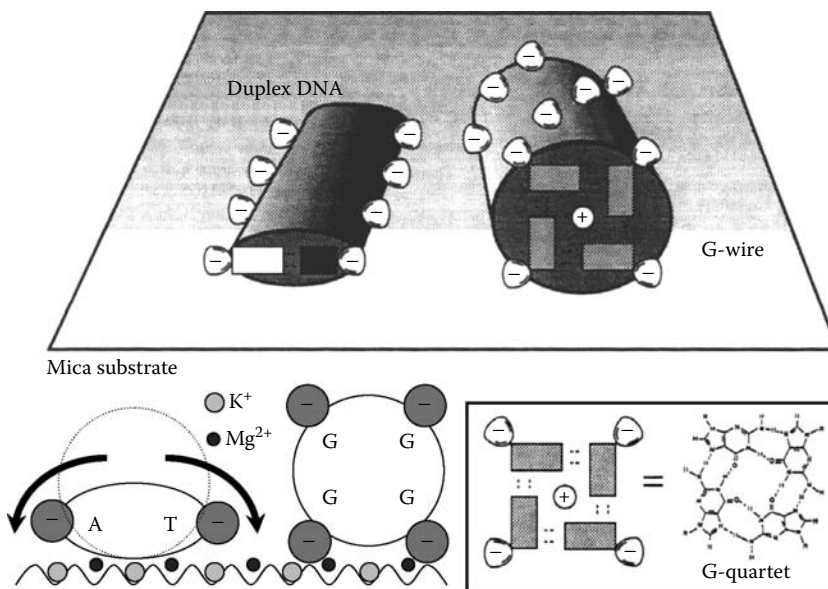 Duplex DNA
G-wire
Mica substrate
K+
Mg2+
G G
G G
A T
G-quartet